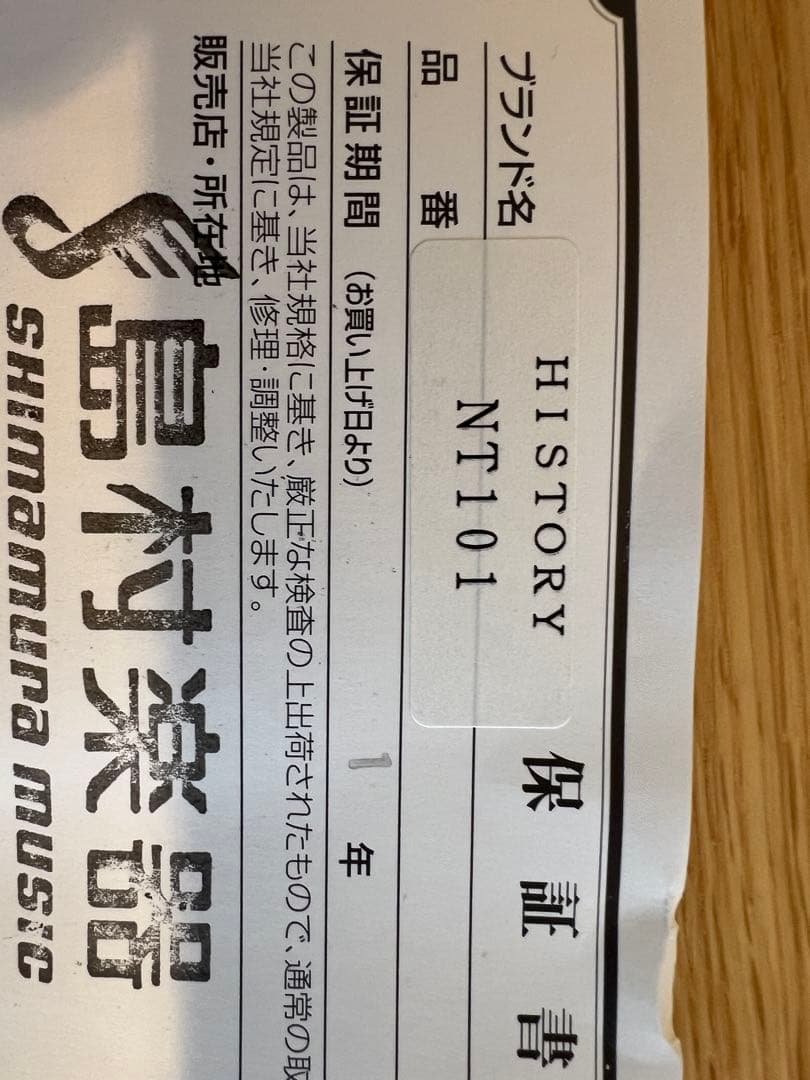 保証書
ブランド名 HISTORY
品番 NT101
保証期間 (お買い上げ日より) 1年
この製品は、当社規格に基き、厳正な検査の上出荷されたもので、通常の取
当社規定に基き、修理・調整いたします。
販売店・所在地
島村楽器
shimamura music